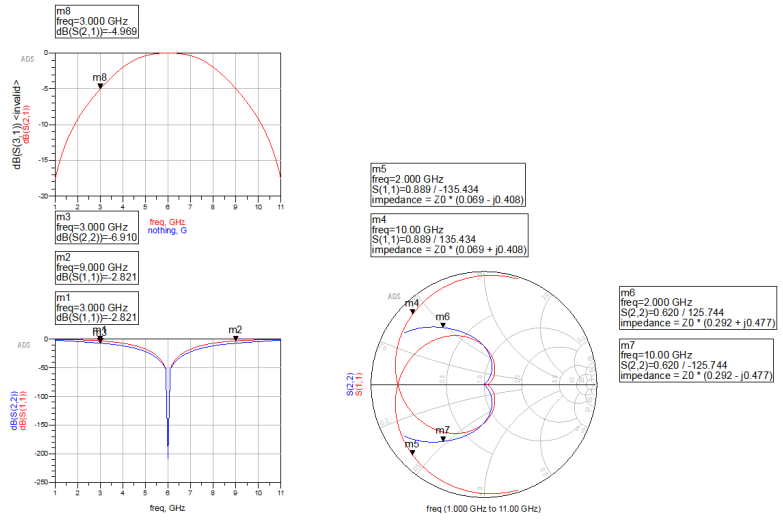 m8
freq=3.000 GHz
dB(S(2,1))=-4.969
ADS
m8
dB(S(3,1)) <invalid>
dB(S(2,1))
0
-5
-10
-15
-20
1 2 3 4 5 6 7 8 9 10 11
freq, GHz
nothing, G
m3
freq=3.000 GHz
dB(S(2,2))=-6.910
m2
freq=9.000 GHz
dB(S(1,1))=-2.821
m1
freq=3.000 GHz
dB(S(1,1))=-2.821
ADS
m1
m3
m2
dB(S(2,2))
dB(S(1,1))
0
-50
-100
-150
-200
-250
1 2 3 4 5 6 7 8 9 10 11
freq, GHz
m5
freq=2.000 GHz
S(1,1)=0.889 / -135.434
impedance = Z0 * (0.069 - j0.408)
m4
freq=10.00 GHz
S(1,1)=0.889 / 135.434
impedance = Z0 * (0.069 + j0.408)
ADS
m4
m6
m7
m5
S(2,2)
S(1,1)
freq (1.000 GHz to 11.00 GHz)
m6
freq=2.000 GHz
S(2,2)=0.620 / 125.744
impedance = Z0 * (0.292 + j0.477)
m7
freq=10.00 GHz
S(2,2)=0.620 / -125.744
impedance = Z0 * (0.292 - j0.477)